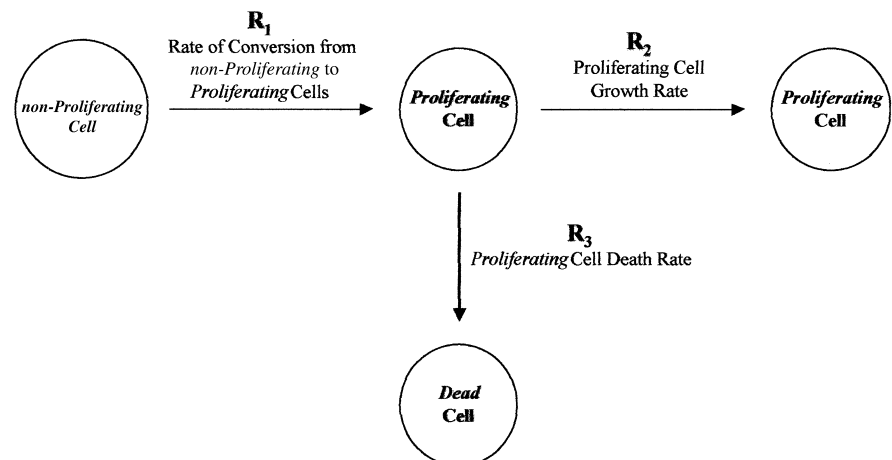 R1
Rate of Conversion from
non-Proliferating to
Proliferating Cells
non-Proliferating
Cell
Proliferating
Cell
R2
Proliferating Cell
Growth Rate
Proliferating
Cell
R3
Proliferating Cell Death Rate
Dead
Cell